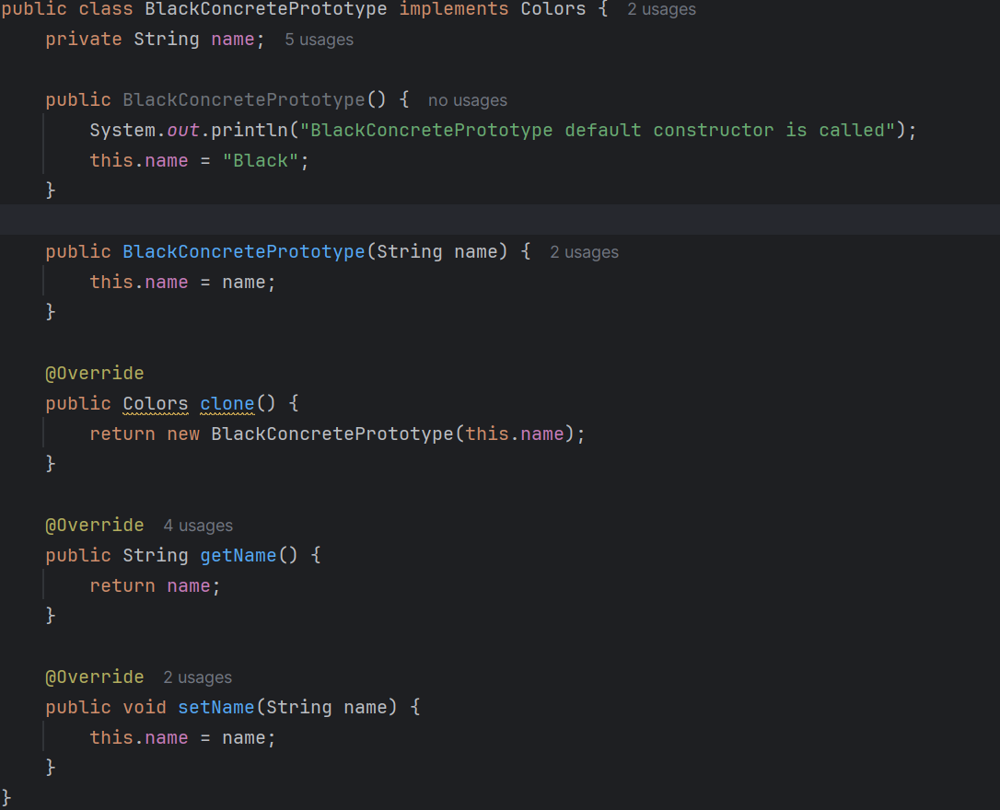 public class BlackConcretePrototype implements Colors { 2 usages
    private String name; 5 usages

    public BlackConcretePrototype() { no usages
        System.out.println("BlackConcretePrototype default constructor is called");
        this.name = "Black";
    }

    public BlackConcretePrototype(String name) { 2 usages
        this.name = name;
    }

    @Override
    public Colors clone() {
        return new BlackConcretePrototype(this.name);
    }

    @Override 4 usages
    public String getName() {
        return name;
    }

    @Override 2 usages
    public void setName(String name) {
        this.name = name;
    }
}